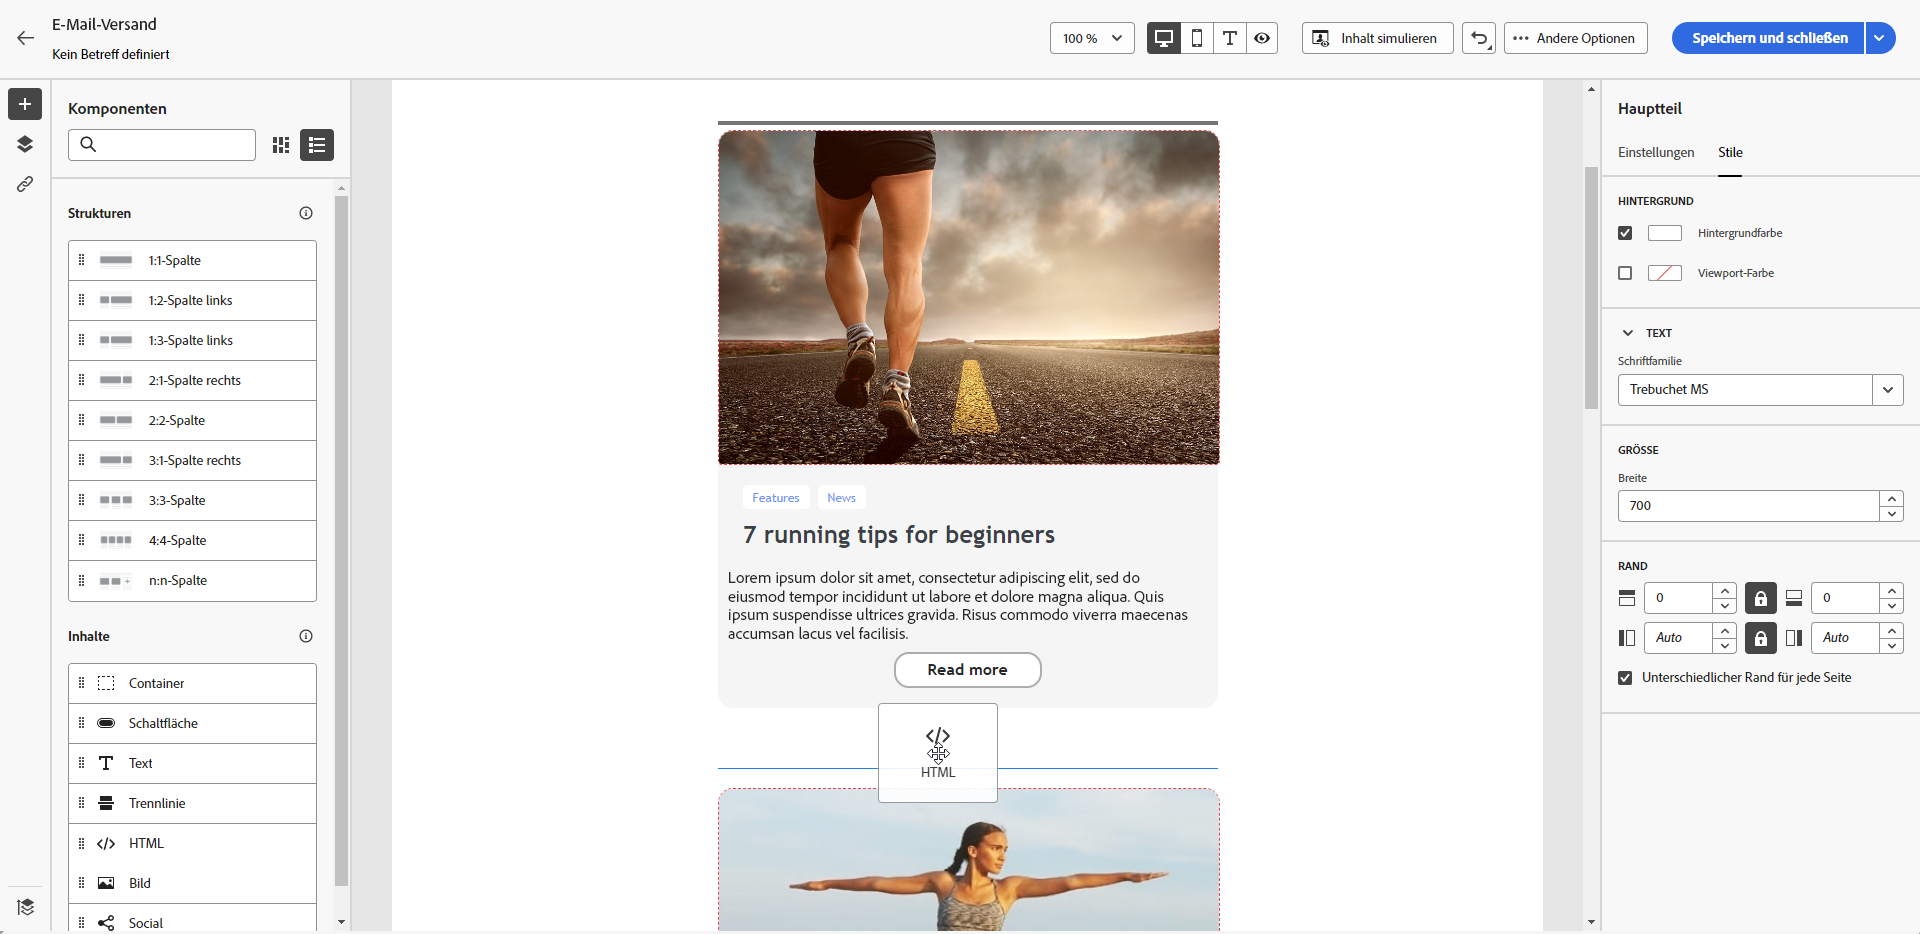 E-Mail-Versand
Kein Betreff definiert
100 %
Inhalt simulieren
Andere Optionen
Speichern und schließen
Komponenten
Strukturen
1:1-Spalte
1:2-Spalte links
1:3-Spalte links
2:1-Spalte rechts
2:2-Spalte
3:1-Spalte rechts
3:3-Spalte
4:4-Spalte
n:n-Spalte
Inhalte
Container
Schaltfläche
Text
Trennlinie
HTML
Bild
Social
Features
News
7 running tips for beginners
Lorem ipsum dolor sit amet, consectetur adipiscing elit, sed do
eiusmod tempor incididunt ut labore et dolore magna aliqua. Quis
ipsum suspendisse ultrices gravida. Risus commodo viverra maecenas
accumsan lacus vel facilisis.
Read more
HTML
Hauptteil
Einstellungen
Stile
HINTERGRUND
Hintergrundfarbe
Viewport-Farbe
TEXT
Schriftfamilie
Trebuchet MS
GRÖSSE
Breite
700
RAND
0
0
Auto
Auto
Unterschiedlicher Rand für jede Seite